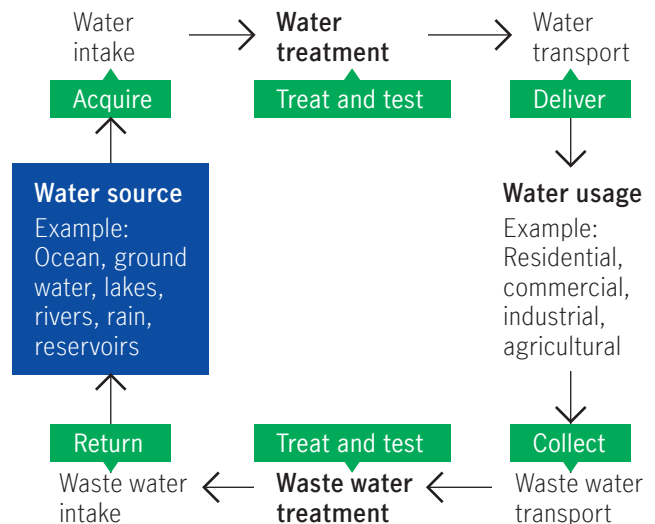 Water
intake
Water
treatment
Water
transport
Acquire
Treat and test
Deliver
Water source
Example:
Ocean, ground
water, lakes,
rivers, rain,
reservoirs
Water usage
Example:
Residential,
commercial,
industrial,
agricultural
Return
Treat and test
Collect
Waste water
intake
Waste water
treatment
Waste water
transport